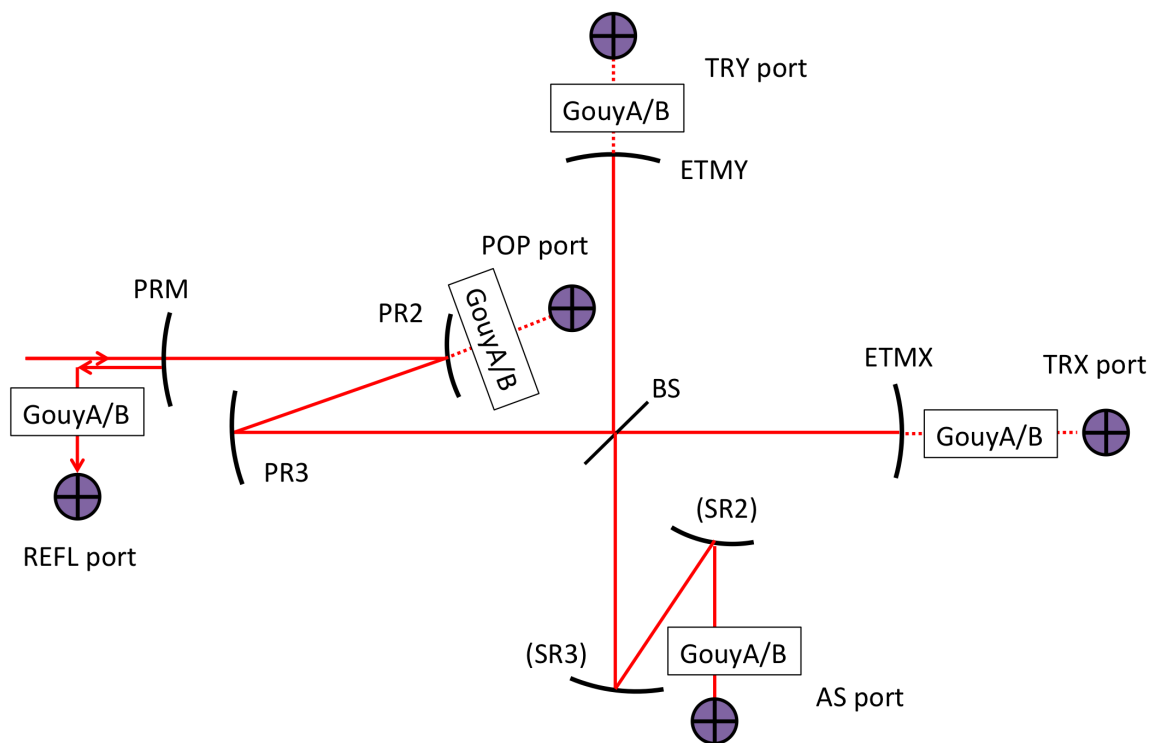 TRY port
GouyA/B
ETMY
POP port
PRM
PR2
GouyA/B
ETMX
TRX port
BS
GouyA/B
GouyA/B
PR3
(SR2)
REFL port
(SR3)
GouyA/B
AS port